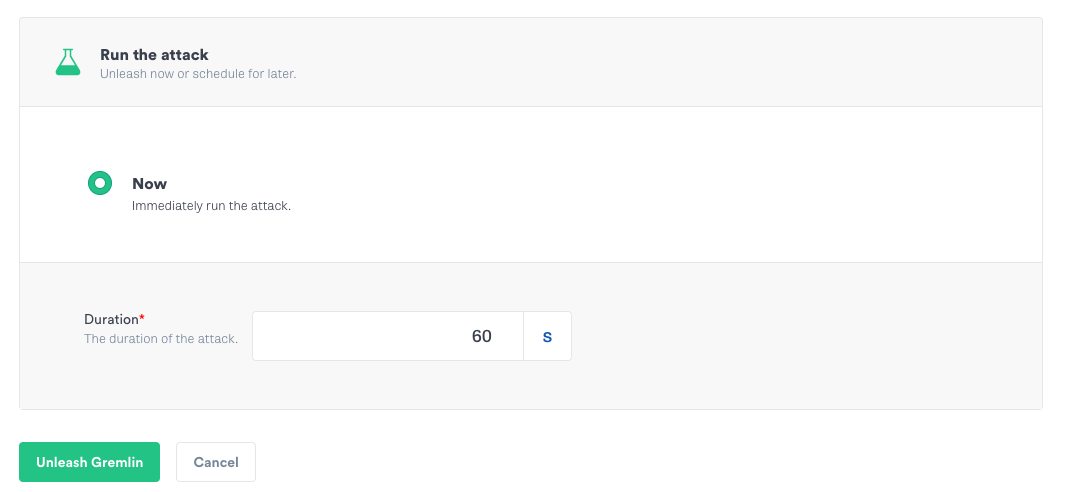 Run the attack
Unleash now or schedule for later.
Now
Immediately run the attack.
Duration*
The duration of the attack.
60
S
Unleash Gremlin
Cancel